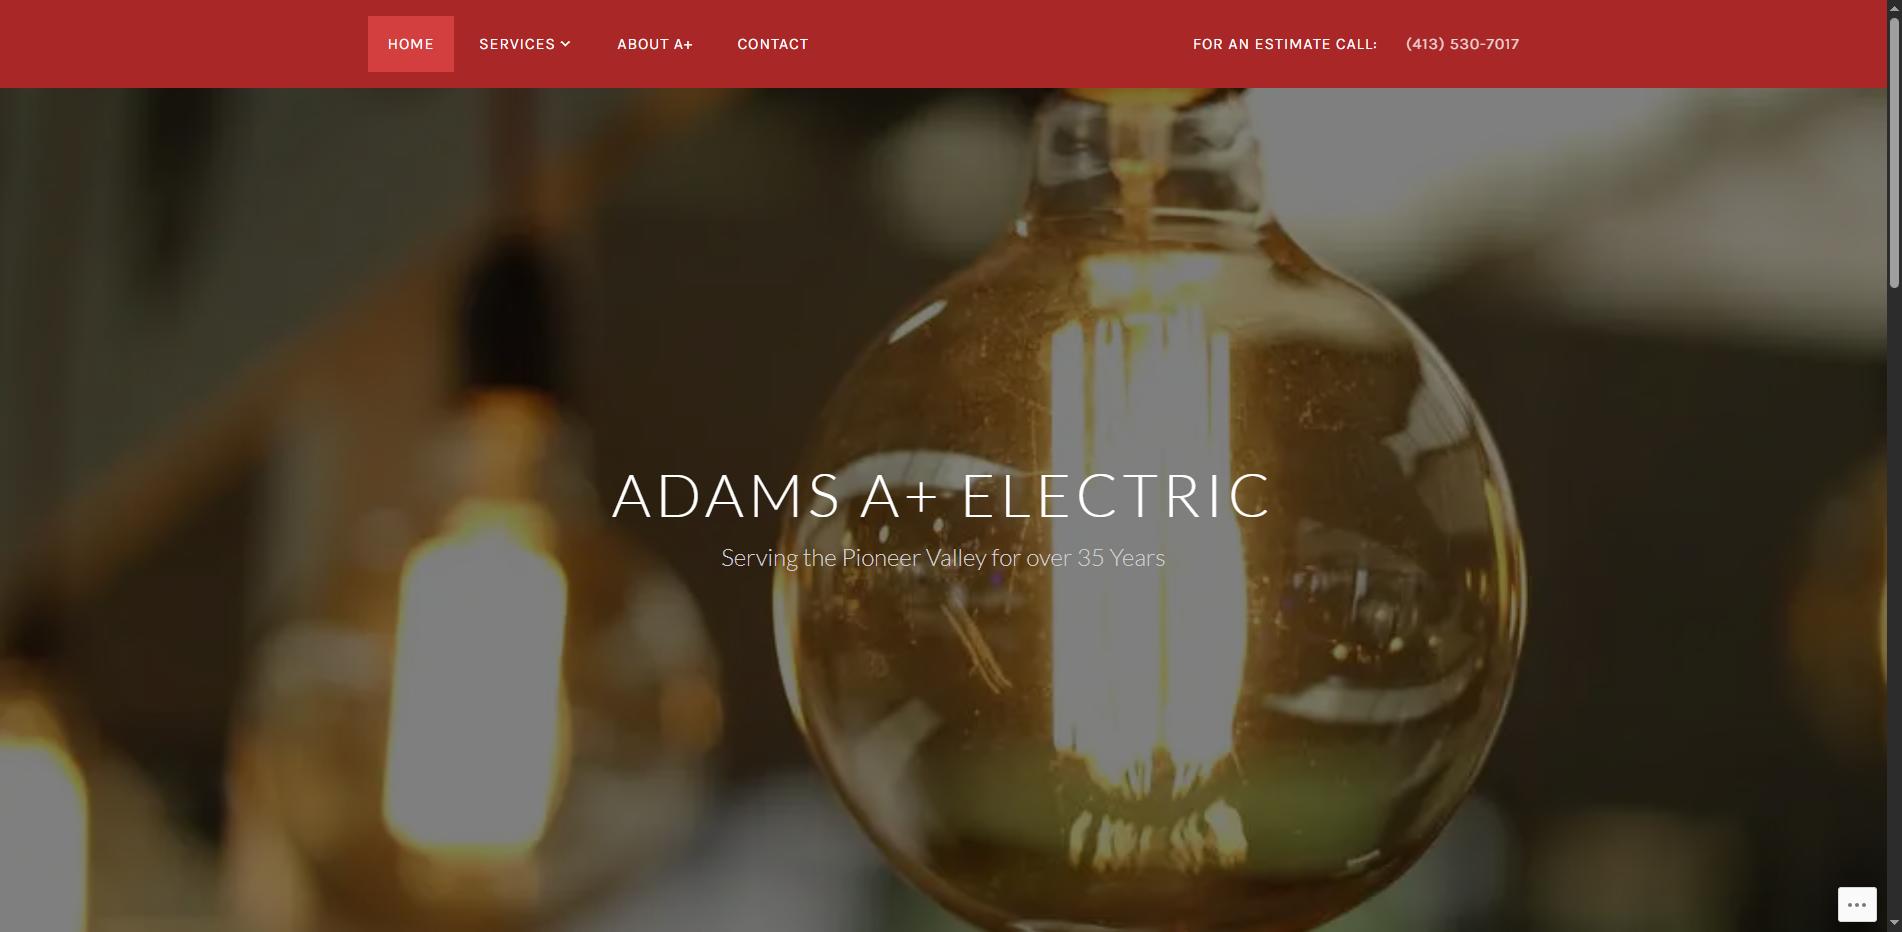 HOME
SERVICES
ABOUT A+
CONTACT
FOR AN ESTIMATE CALL:
(413) 530-7017
ADAMS A+ ELECTRIC
Serving the Pioneer Valley for over 35 Years